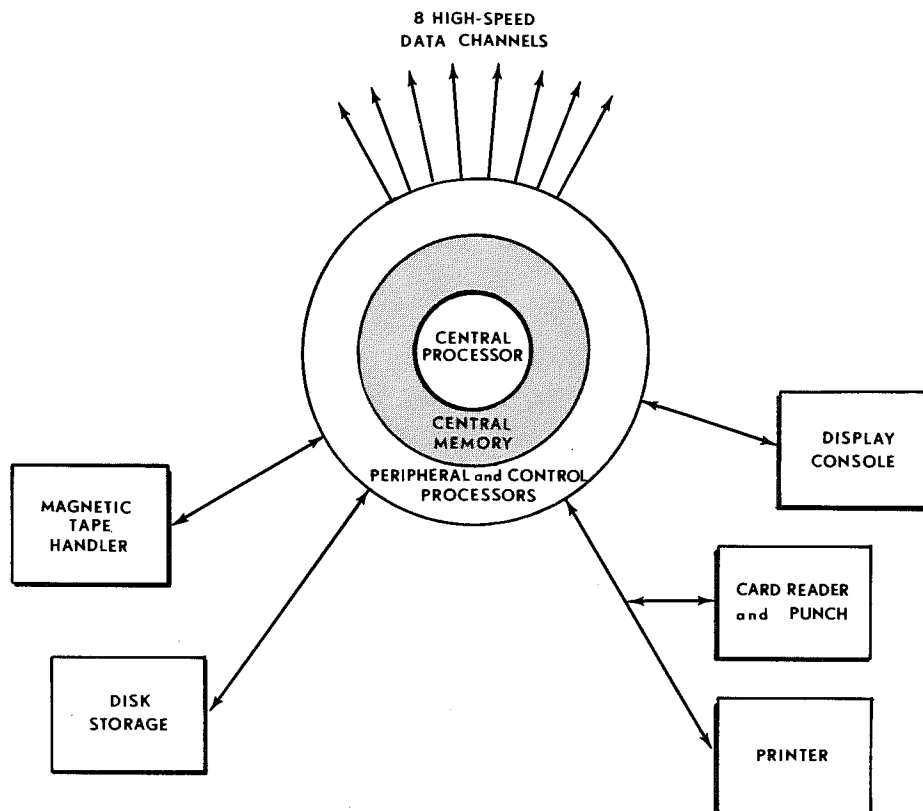 8 HIGH-SPEED
DATA CHANNELS
CENTRAL
PROCESSOR
CENTRAL
MEMORY
PERIPHERAL and CONTROL
PROCESSORS
DISPLAY
CONSOLE
MAGNETIC
TAPE
HANDLER
CARD READER
and PUNCH
DISK
STORAGE
PRINTER